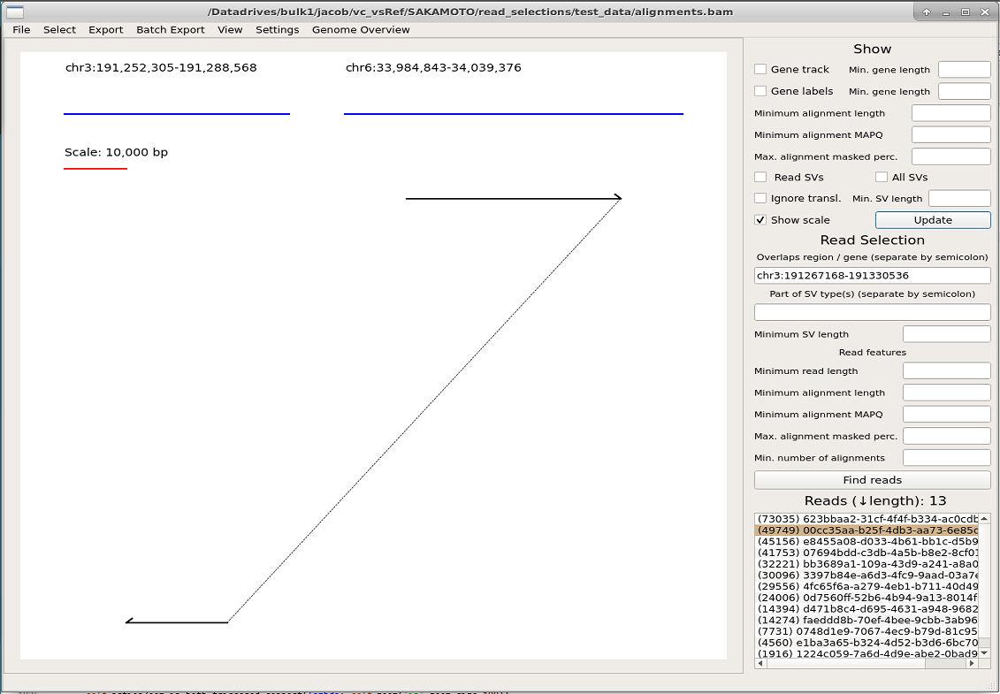 /Datadrives/bulk1/jacob/vc_vsRef/SAKAMOTO/read_selections/test_data/alignments.bam
File Select Export Batch Export View Settings Genome Overview
chr3:191,252,305-191,288,568
chr6:33,984,843-34,039,376
Scale: 10,000 bp
Show
Gene track Min. gene length
Gene labels Min. gene length
Minimum alignment length
Minimum alignment MAPQ
Max. alignment masked perc.
Read SVs All SVs
Ignore transl. Min. SV length
Show scale Update
Read Selection
Overlaps region / gene (separate by semicolon)
chr3:191267168-191330536
Part of SV type(s) (separate by semicolon)
Minimum SV length
Read features
Minimum read length
Minimum alignment length
Minimum alignment MAPQ
Max. alignment masked perc.
Min. number of alignments
Find reads
Reads (↓length): 13
(73035) 623bbaa2-31cf-4f4f-b334-ac0cdb
(49749) 00cc35aa-b25f-4db3-aa73-6e85c
(45156) e8455a08-d033-4b61-bb1c-d5b9
(41753) 07694bdd-c3db-4a5b-b8e2-8cf01
(32221) bb3689a1-109a-43d9-a241-a8a0
(30096) 3397b84e-a6d3-4fc9-9aad-03a7e
(29556) 4fc65f6a-a279-4eb1-b711-40d49
(24006) 0d7560ff-52b6-4b94-9a13-8014f
(14394) d471b8c4-d695-4631-a948-9682
(14274) faeddd8b-70ef-4bee-9cbb-3ab96
(7731) 0748d1e9-7067-4ec9-b79d-81c95
(4560) e1ba3a65-b324-4d52-b3d6-6bc70
(1916) 1224c059-7a6d-4d9e-abe2-0bad9